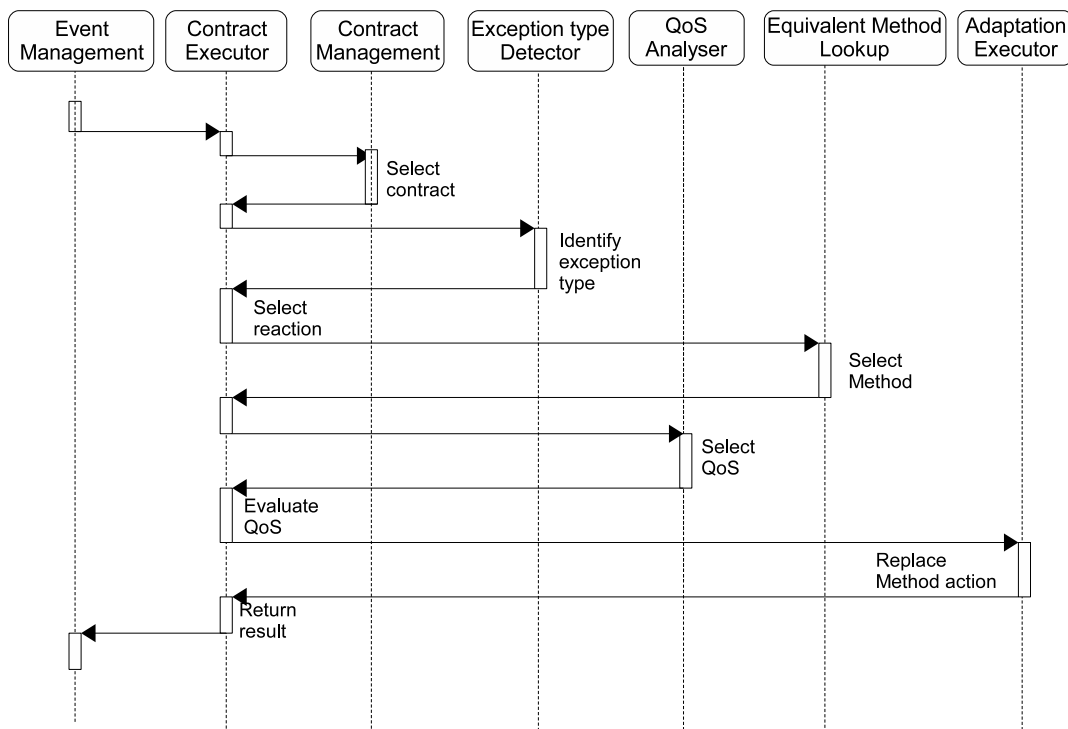 Event
Management
Contract
Executor
Contract
Management
Exception type
Detector
QoS
Analyser
Equivalent Method
Lookup
Adaptation
Executor
Select
contract
Identify
exception
type
Select
reaction
Select
Method
Select
QoS
Evaluate
QoS
Replace
Method action
Return
result